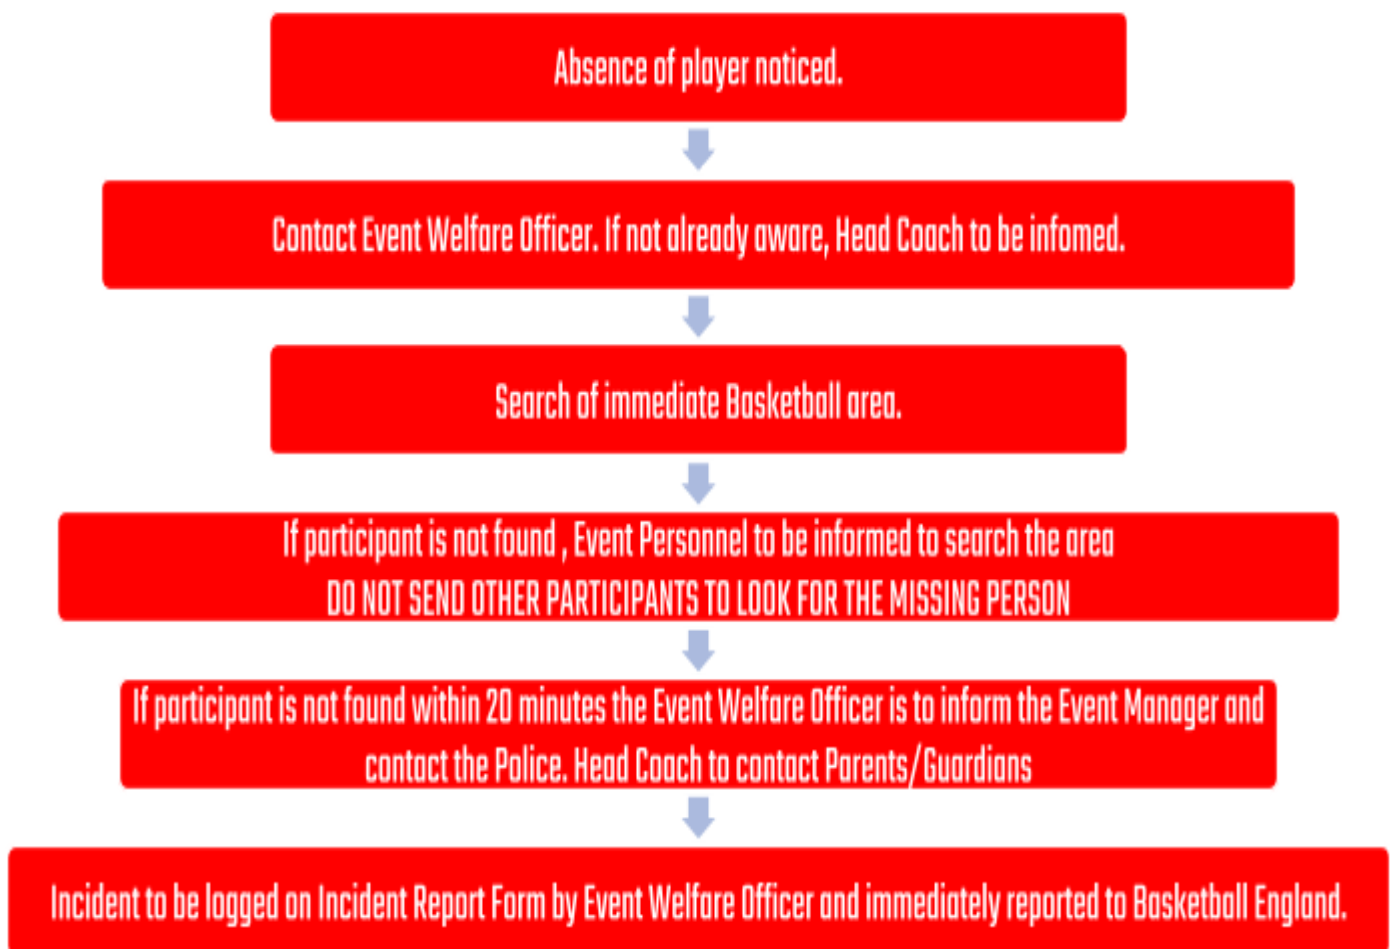 Absence of player noticed.
Contact Event Welfare Officer. If not already aware, Head Coach to be infomed.
Search of immediate Basketball area.
If participant is not found , Event Personnel to be informed to search the area
DO NOT SEND OTHER PARTICIPANTS TO LOOK FOR THE MISSING PERSON
If participant is not found within 20 minutes the Event Welfare Officer is to inform the Event Manager and
contact the Police. Head Coach to contact Parents/Guardians
Incident to be logged on Incident Report Form by Event Welfare Officer and immediately reported to Basketball England.